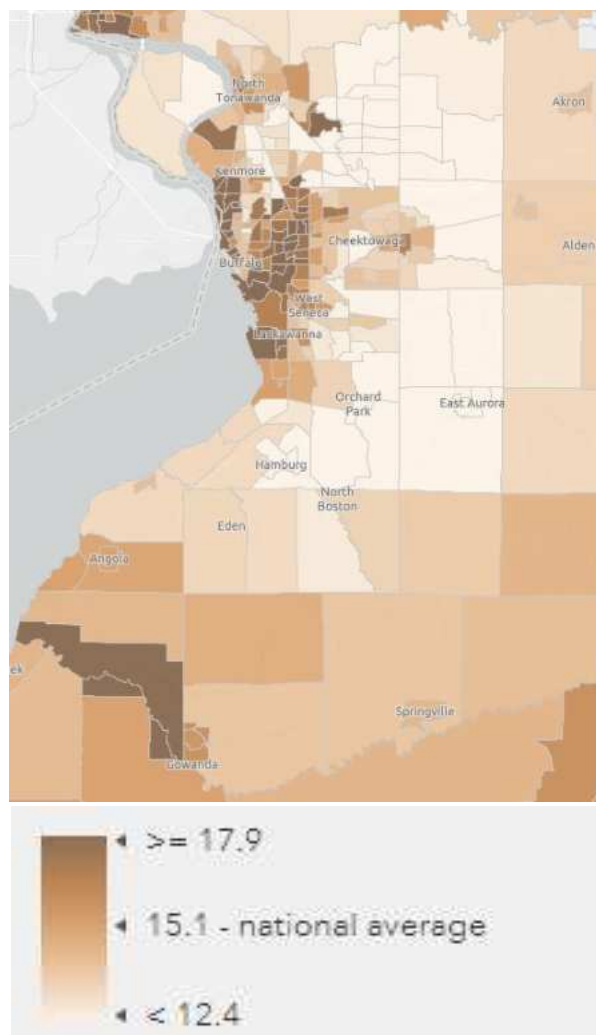 North
Tonawanda
Akron
Kenmore
Cheektowaga
Alden
Buffalo
West
Seneca
Lackawanna
Orchard
Park
East Aurora
Hamburg
North
Boston
Eden
Angola
ek
Springville
Gowanda
>= 17.9
15.1 - national average
< 12.4